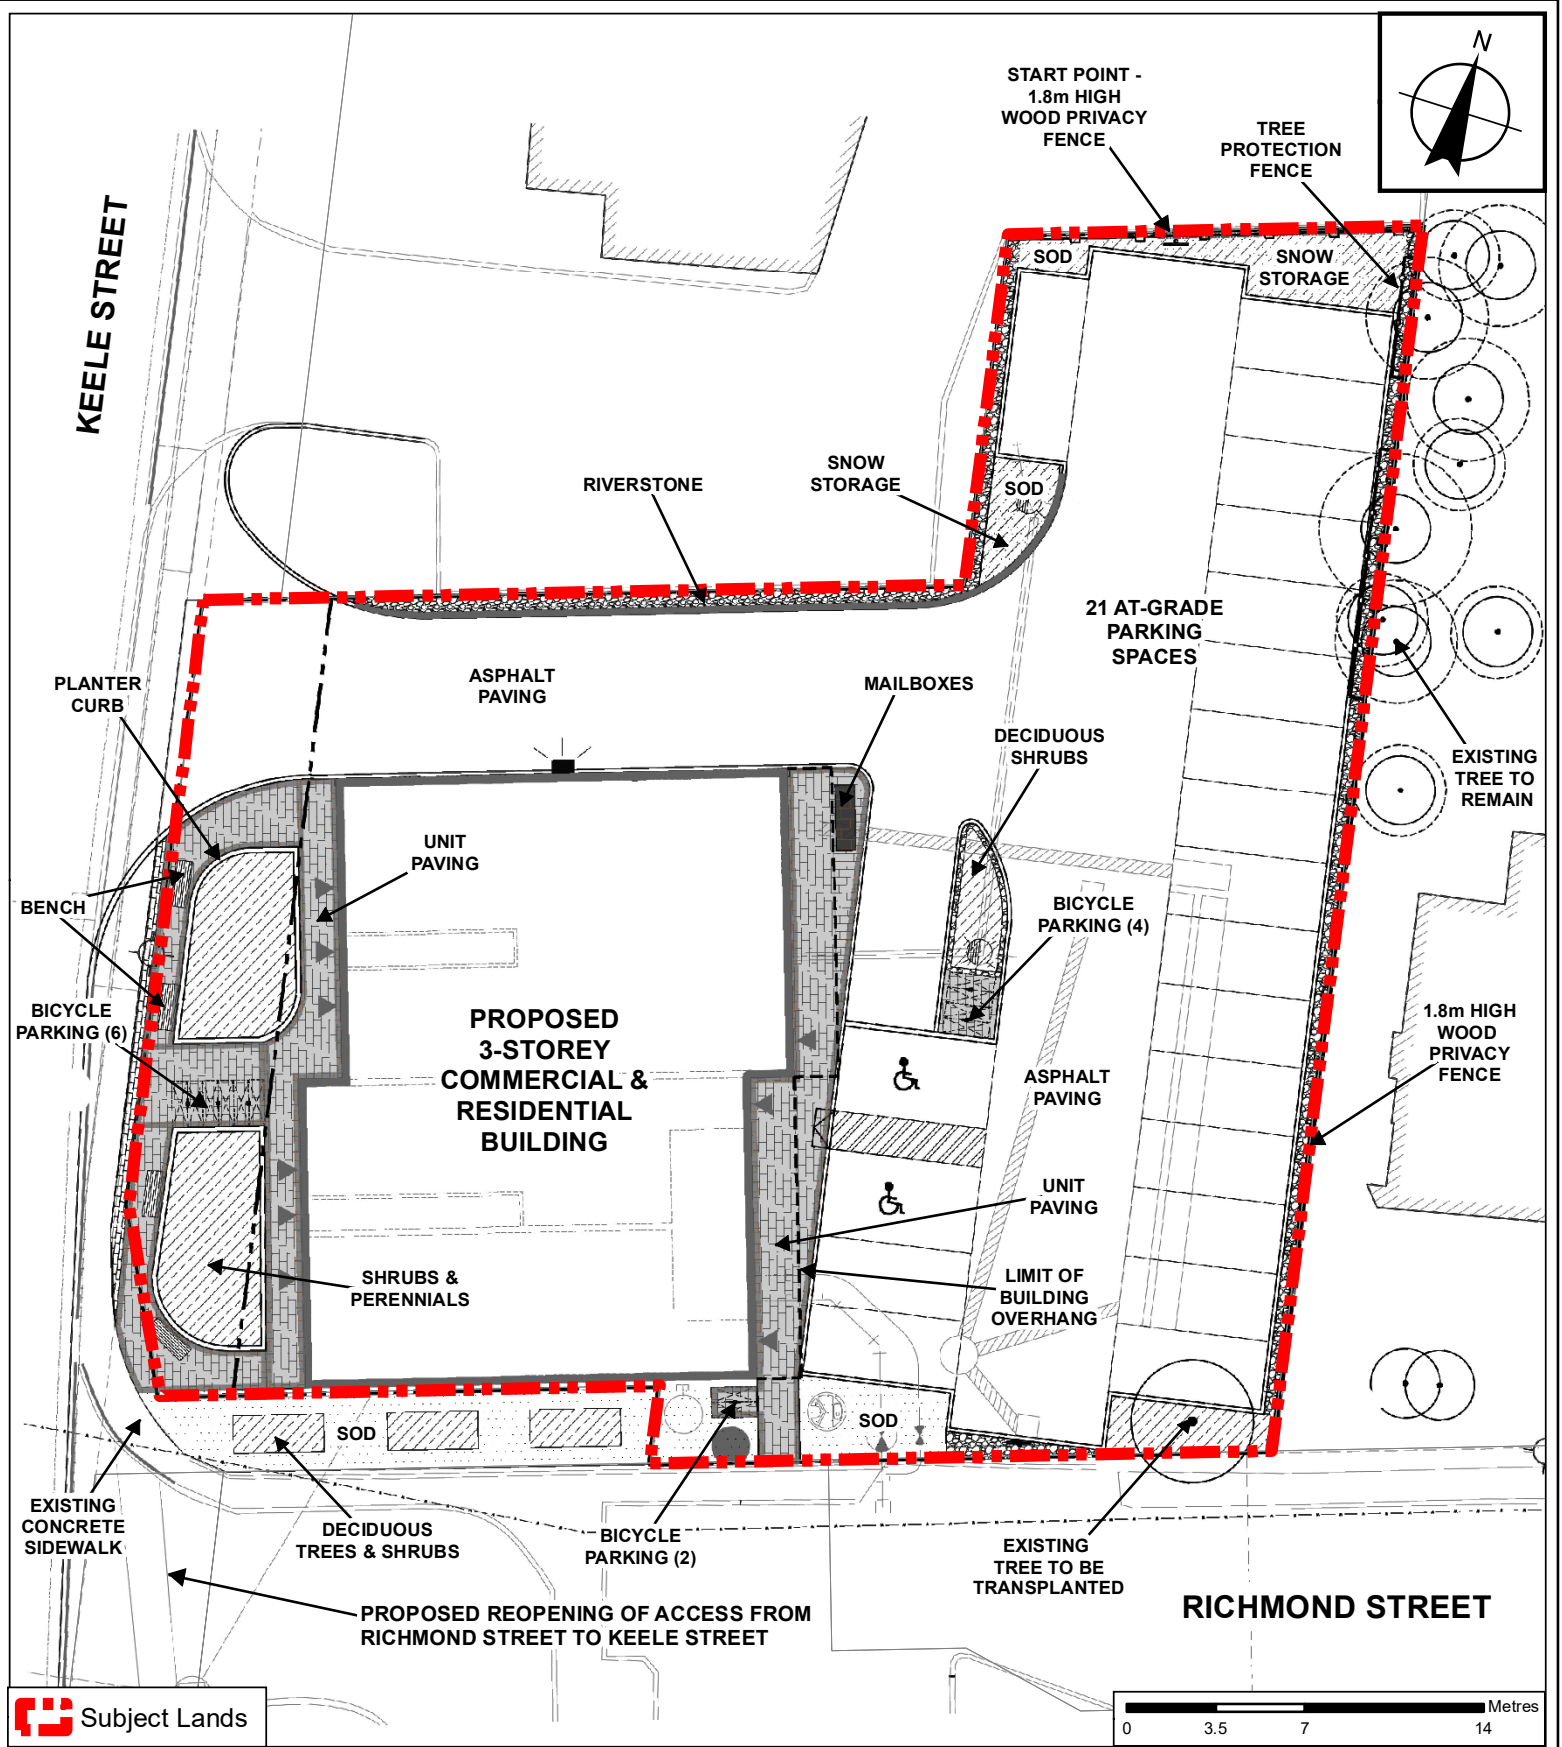 N
START POINT -
1.8m HIGH
WOOD PRIVACY
FENCE
TREE
PROTECTION
FENCE
KEELE STREET
SOD
SNOW
STORAGE
SNOW
STORAGE
RIVERSTONE
SOD
21 AT-GRADE
PARKING
SPACES
PLANTER
CURB
ASPHALT
PAVING
MAILBOXES
DECIDUOUS
SHRUBS
EXISTING
TREE TO
REMAIN
UNIT
PAVING
BENCH
BICYCLE
PARKING (4)
BICYCLE
PARKING (6)
PROPOSED
3-STOREY
COMMERCIAL &
RESIDENTIAL
BUILDING
1.8m HIGH
WOOD
PRIVACY
FENCE
ASPHALT
PAVING
UNIT
PAVING
SHRUBS &
PERENNIALS
LIMIT OF
BUILDING
OVERHANG
SOD
SOD
EXISTING
CONCRETE
SIDEWALK
DECIDUOUS
TREES & SHRUBS
BICYCLE
PARKING (2)
EXISTING
TREE TO BE
TRANSPLANTED
PROPOSED REOPENING OF ACCESS FROM
RICHMOND STREET TO KEELE STREET
RICHMOND STREET
Subject Lands
Metres
0 3.5 7 14